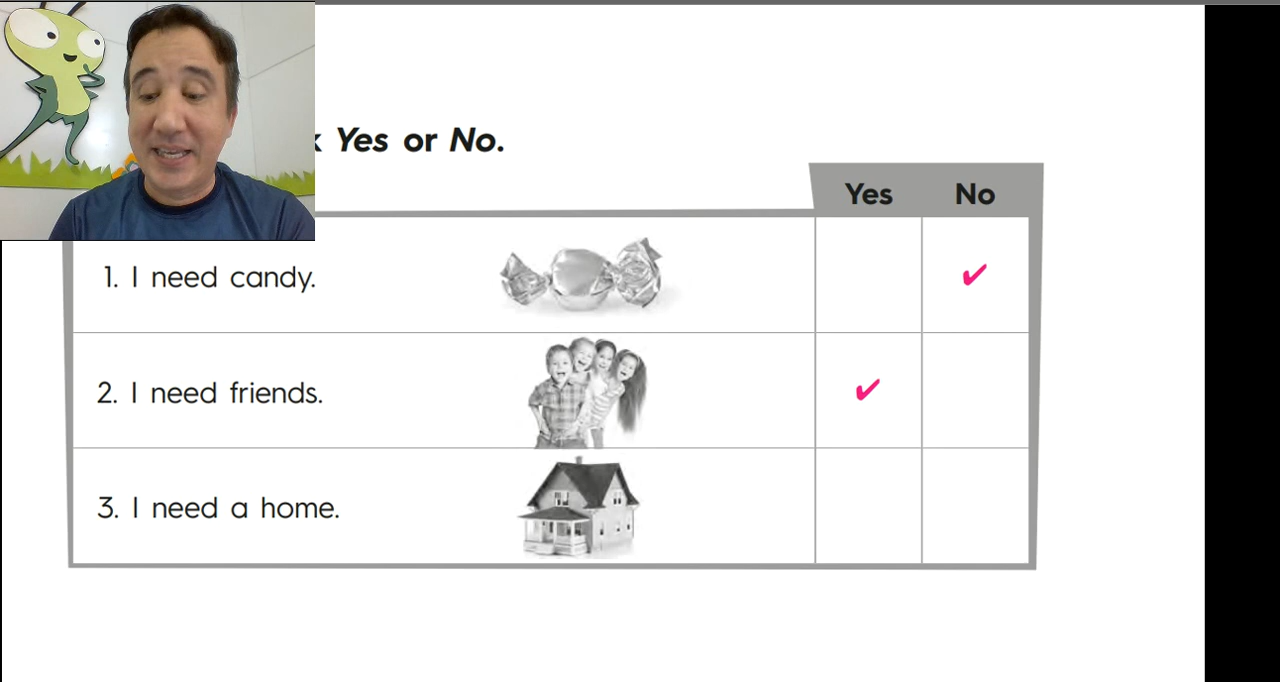 Yes or No.
Yes No
1. I need candy.
2. I need friends.
3. I need a home.